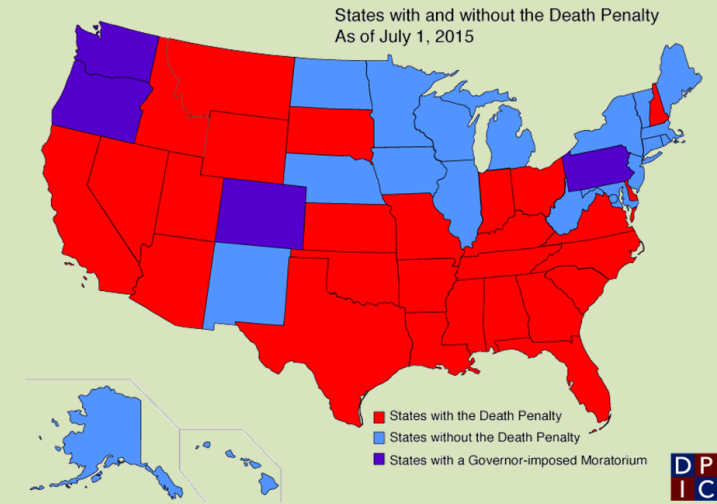 States with and without the Death Penalty
As of July 1, 2015
States with the Death Penalty
States without the Death Penalty
States with a Governor-imposed Moratorium
D P
I C